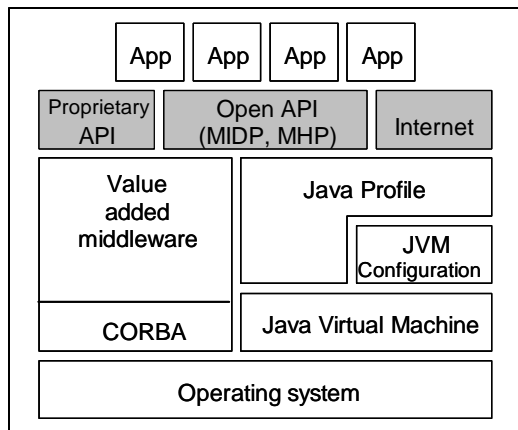 App App App App
Proprietary
API
Open API
(MIDP, MHP)
Internet
Value
added
middleware
Java Profile
JVM
Configuration
CORBA
Java Virtual Machine
Operating system